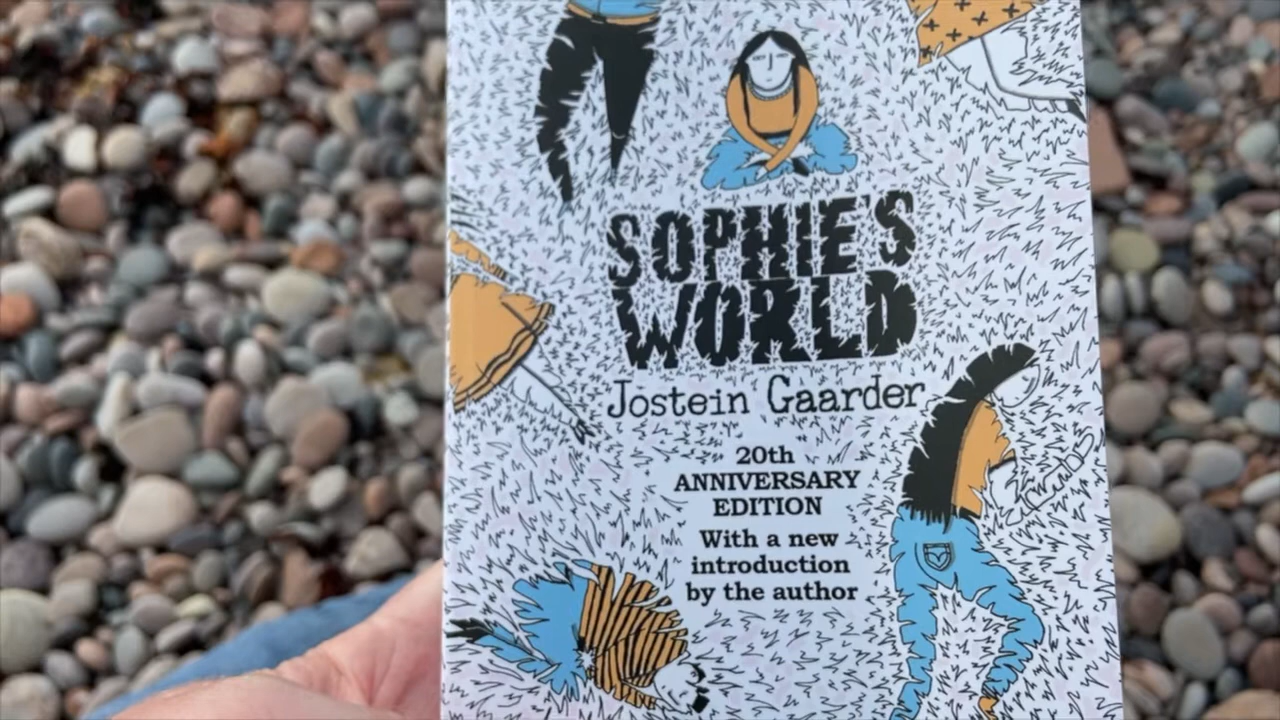 SOPHIE'S
WORLD
Jostein Gaarder
20th
ANNIVERSARY
EDITION
With a new
introduction
by the author